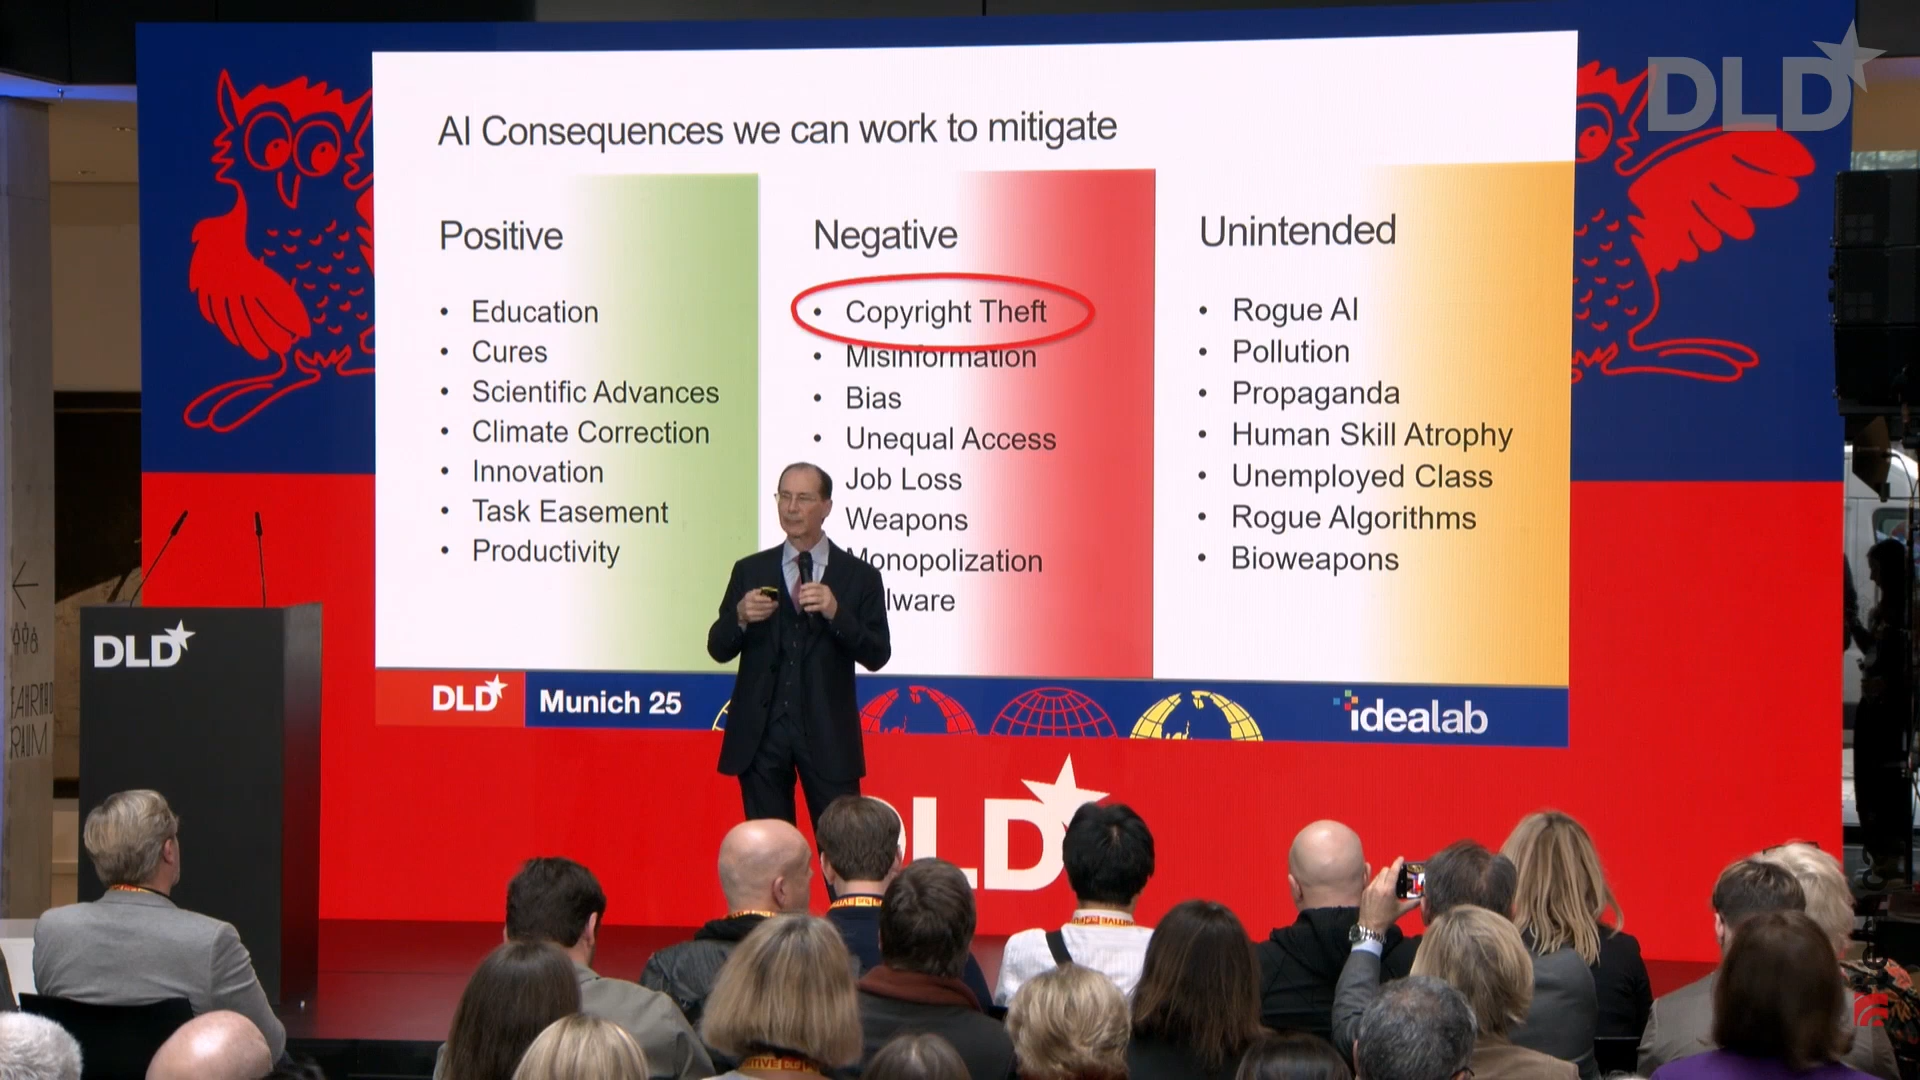 DLD
AI Consequences we can work to mitigate
Positive
• Education
• Cures
• Scientific Advances
• Climate Correction
• Innovation
• Task Easement
• Productivity
Negative
• Copyright Theft
• Misinformation
• Bias
• Unequal Access
Job Loss
Weapons
onopolization
lware
Unintended
• Rogue AI
• Pollution
• Propaganda
• Human Skill Atrophy
• Unemployed Class
• Rogue Algorithms
• Bioweapons
DLD Munich 25
idealab
DLD
DLD